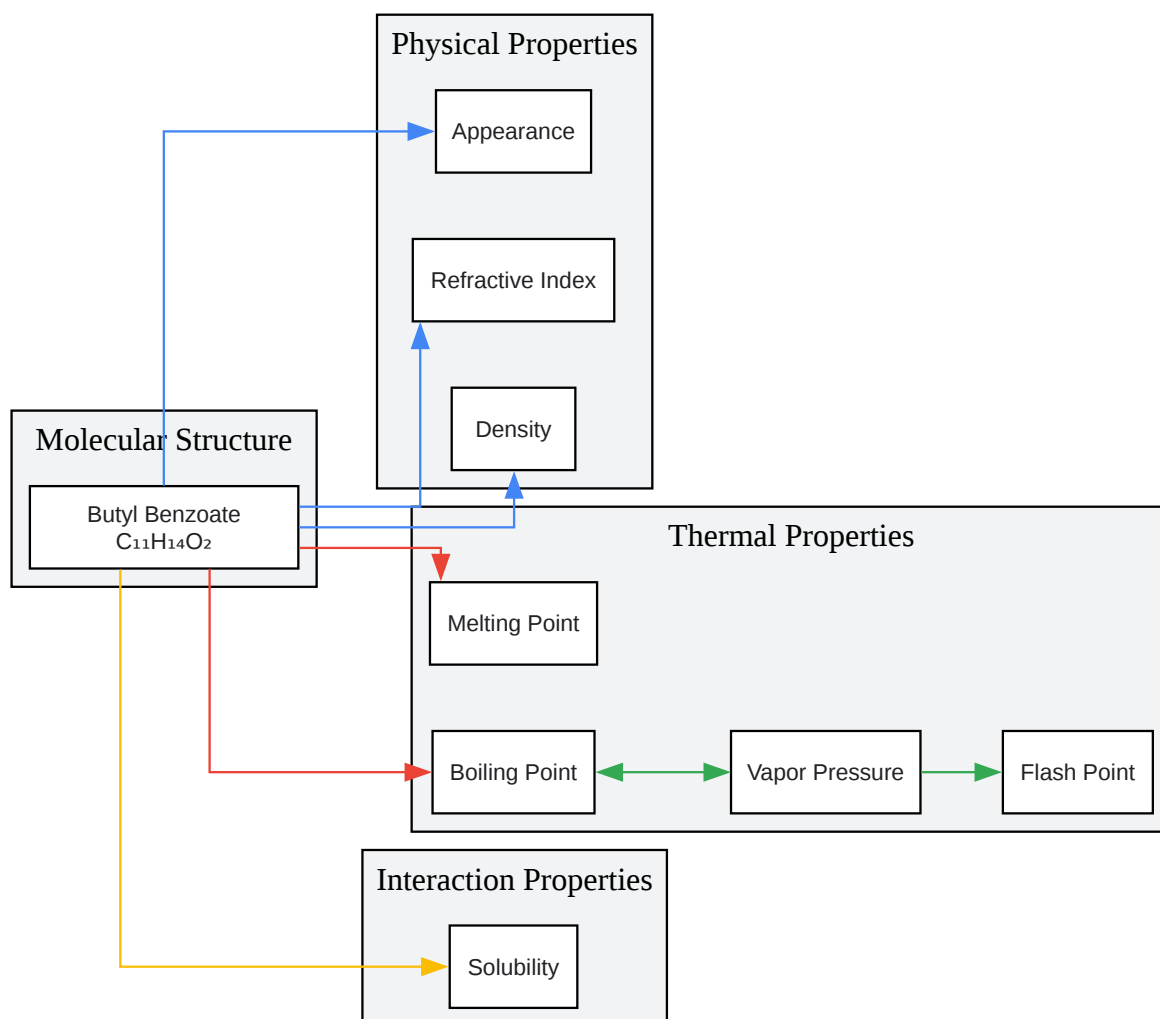 Physical Properties
Appearance
Refractive Index
Density
Molecular Structure
Butyl Benzoate
C₁₁H₁₄O₂
Thermal Properties
Melting Point
Boiling Point
Vapor Pressure
Flash Point
Interaction Properties
Solubility